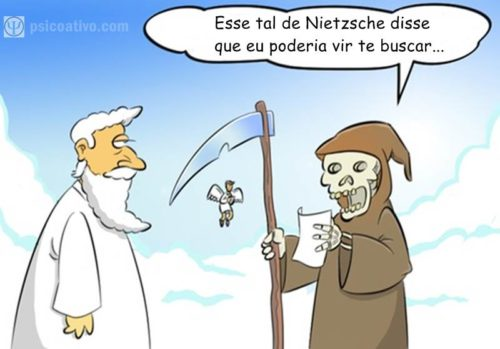 psicoativo.com
Esse tal de Nietzsche disse
que eu poderia vir te buscar...